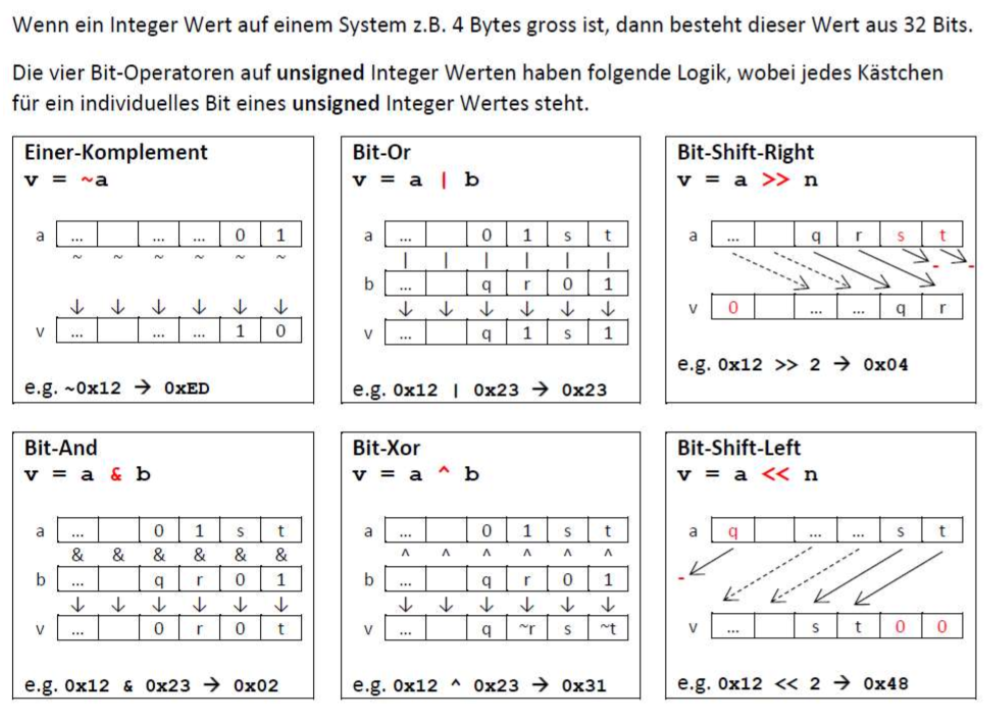 Wenn ein Integer Wert auf einem System z.B. 4 Bytes gross ist, dann besteht dieser Wert aus 32 Bits.
Die vier Bit-Operatoren auf unsigned Integer Werten haben folgende Logik, wobei jedes Kästchen
für ein individuelles Bit eines unsigned Integer Wertes steht.
Einer-Komplement
v = ~a
a ... ... ... 0 1
~ ~ ~ ~ ~ ~
↓ ↓ ↓ ↓ ↓ ↓
v ... ... ... 1 0
e.g. ~0x12 → 0xED
Bit-Or
v = a | b
a ... 0 1 s t
| | | | | |
b ... q r 0 1
↓ ↓ ↓ ↓ ↓ ↓
v ... q 1 s 1
e.g. 0x12 | 0x23 → 0x23
Bit-Shift-Right
v = a >> n
a ... q r s t
- -
v 0 ... ... q r
e.g. 0x12 >> 2 → 0x04
Bit-And
v = a & b
a ... 0 1 s t
& & & & & &
b ... q r 0 1
↓ ↓ ↓ ↓ ↓ ↓
v ... 0 r 0 t
e.g. 0x12 & 0x23 → 0x02
Bit-Xor
v = a ^ b
a ... 0 1 s t
^ ^ ^ ^ ^ ^
b ... q r 0 1
↓ ↓ ↓ ↓ ↓ ↓
v ... q ~r s ~t
e.g. 0x12 ^ 0x23 → 0x31
Bit-Shift-Left
v = a << n
a q ... ... s t
-
v ... s t 0 0
e.g. 0x12 << 2 → 0x48